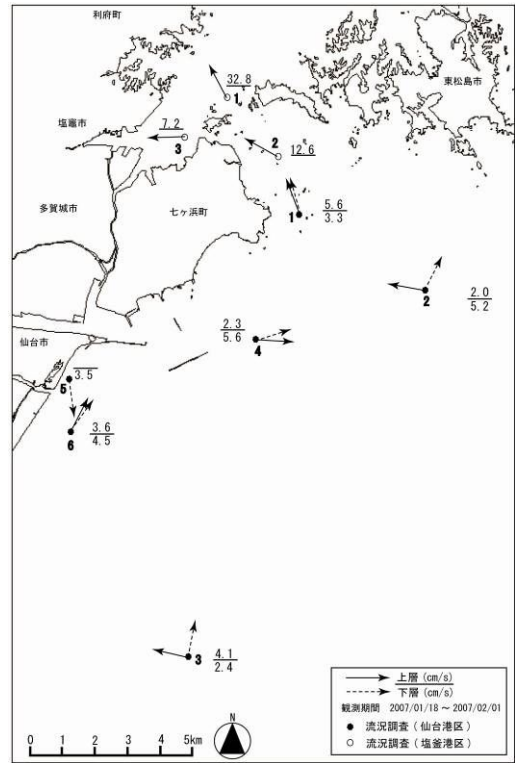 利府町
東松島市
32.8
1
塩竈市
7.2
3
2
12.6
多賀城市
七ヶ浜町
1
5.6
3.3
2
2.0
5.2
2.3
5.6
4
仙台市
3.5
5
3.6
4.5
6
4.1
2.4
3
上層 (cm/s)
下層 (cm/s)
観測期間 2007/01/18 ～ 2007/02/01
● 流況調査 ( 仙台港区 )
○ 流況調査 ( 塩釜港区 )
0 1 2 3 4 5km
N